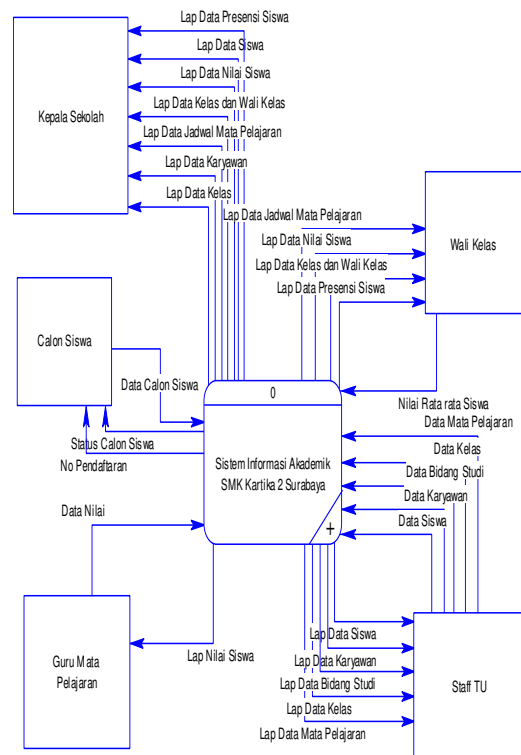 Lap Data Presensi Siswa
Lap Data Siswa
Lap Data Nilai Siswa
Kepala Sekolah
Lap Data Kelas dan Wali Kelas
Lap Data Jadwal Mata Pelajaran
Lap Data Karyawan
Lap Data Kelas
Lap Data Jadwal Mata Pelajaran
Lap Data Nilai Siswa
Wali Kelas
Lap Data Kelas dan Wali Kelas
Lap Data Presensi Siswa
Calon Siswa
Data Calon Siswa
0
Nilai Rata rata Siswa
Data Mata Pelajaran
Status Calon Siswa
No Pendaftaran
Sistem Informasi Akademik
SMK Kartika 2 Surabaya
Data Kelas
Data Bidang Studi
Data Karyawan
Data Siswa
Data Nilai
+
Guru Mata
Pelajaran
Lap Nilai Siswa
Lap Data Siswa
Lap Data Karyawan
Lap Data Bidang Studi
Lap Data Kelas
Lap Data Mata Pelajaran
Staff TU